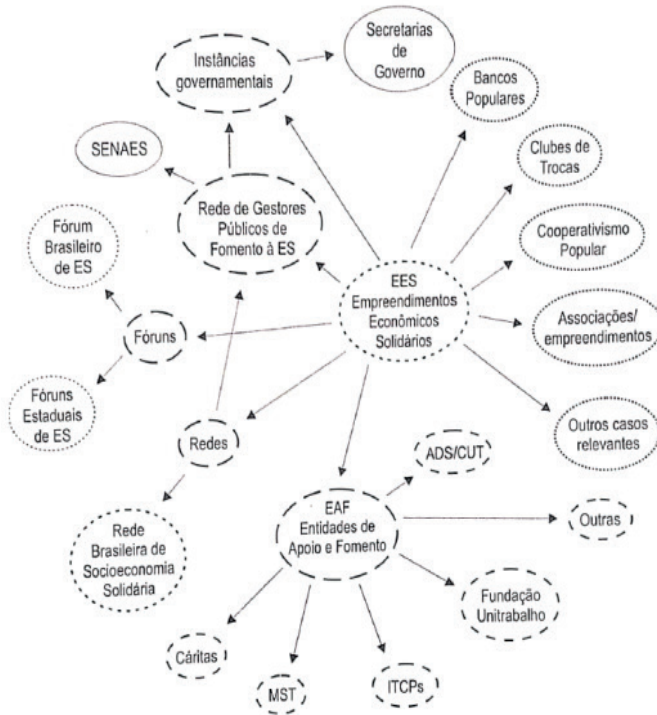 Secretarias
de
Governo
Instâncias
governamentais
Bancos
Populares
SENAES
Clubes de
Trocas
Rede de Gestores
Públicos de
Fomento à ES
Fórum
Brasileiro
de ES
Cooperativismo
Popular
EES
Empreendimentos
Econômicos
Solidários
Associações/
empreendimentos
Fóruns
Fóruns
Estaduais
de ES
Redes
Outros casos
relevantes
ADS/CUT
EAF
Entidades de
Apoio e Fomento
Outras
Rede
Brasileira de
Socioeconomia
Solidária
Fundação
Unitrabalho
Cáritas
MST
ITCPs